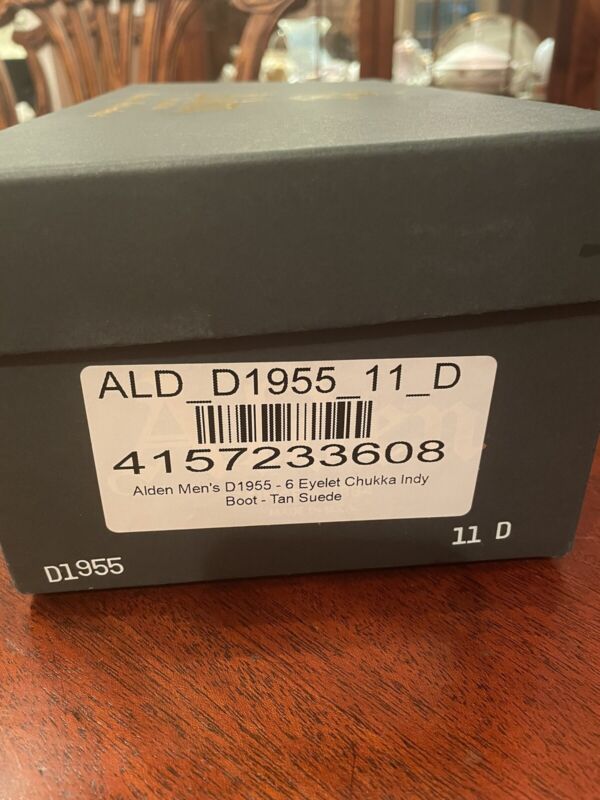 ALD_D1955_11_D
4157233608
Alden Men's D1955 - 6 Eyelet Chukka Indy
Boot - Tan Suede
D1955
11 D